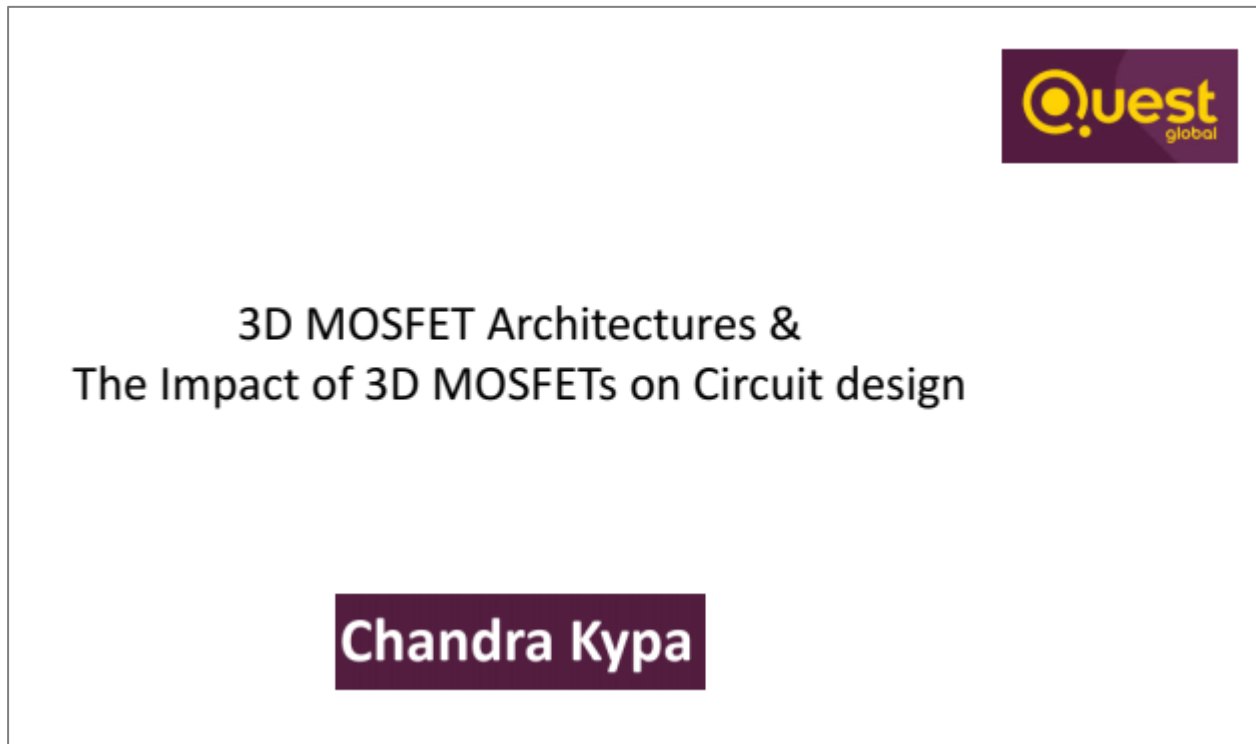 Quest
global
3D MOSFET Architectures &
The Impact of 3D MOSFETs on Circuit design
Chandra Kypa